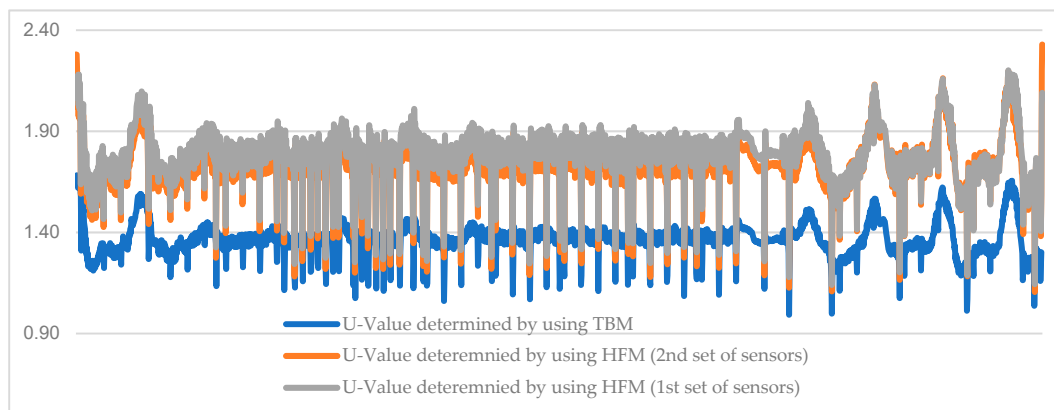 2.40
1.90
1.40
0.90
U-Value determined by using TBM
U-Value deteremnied by using HFM (2nd set of sensors)
U-Value deteremnied by using HFM (1st set of sensors)